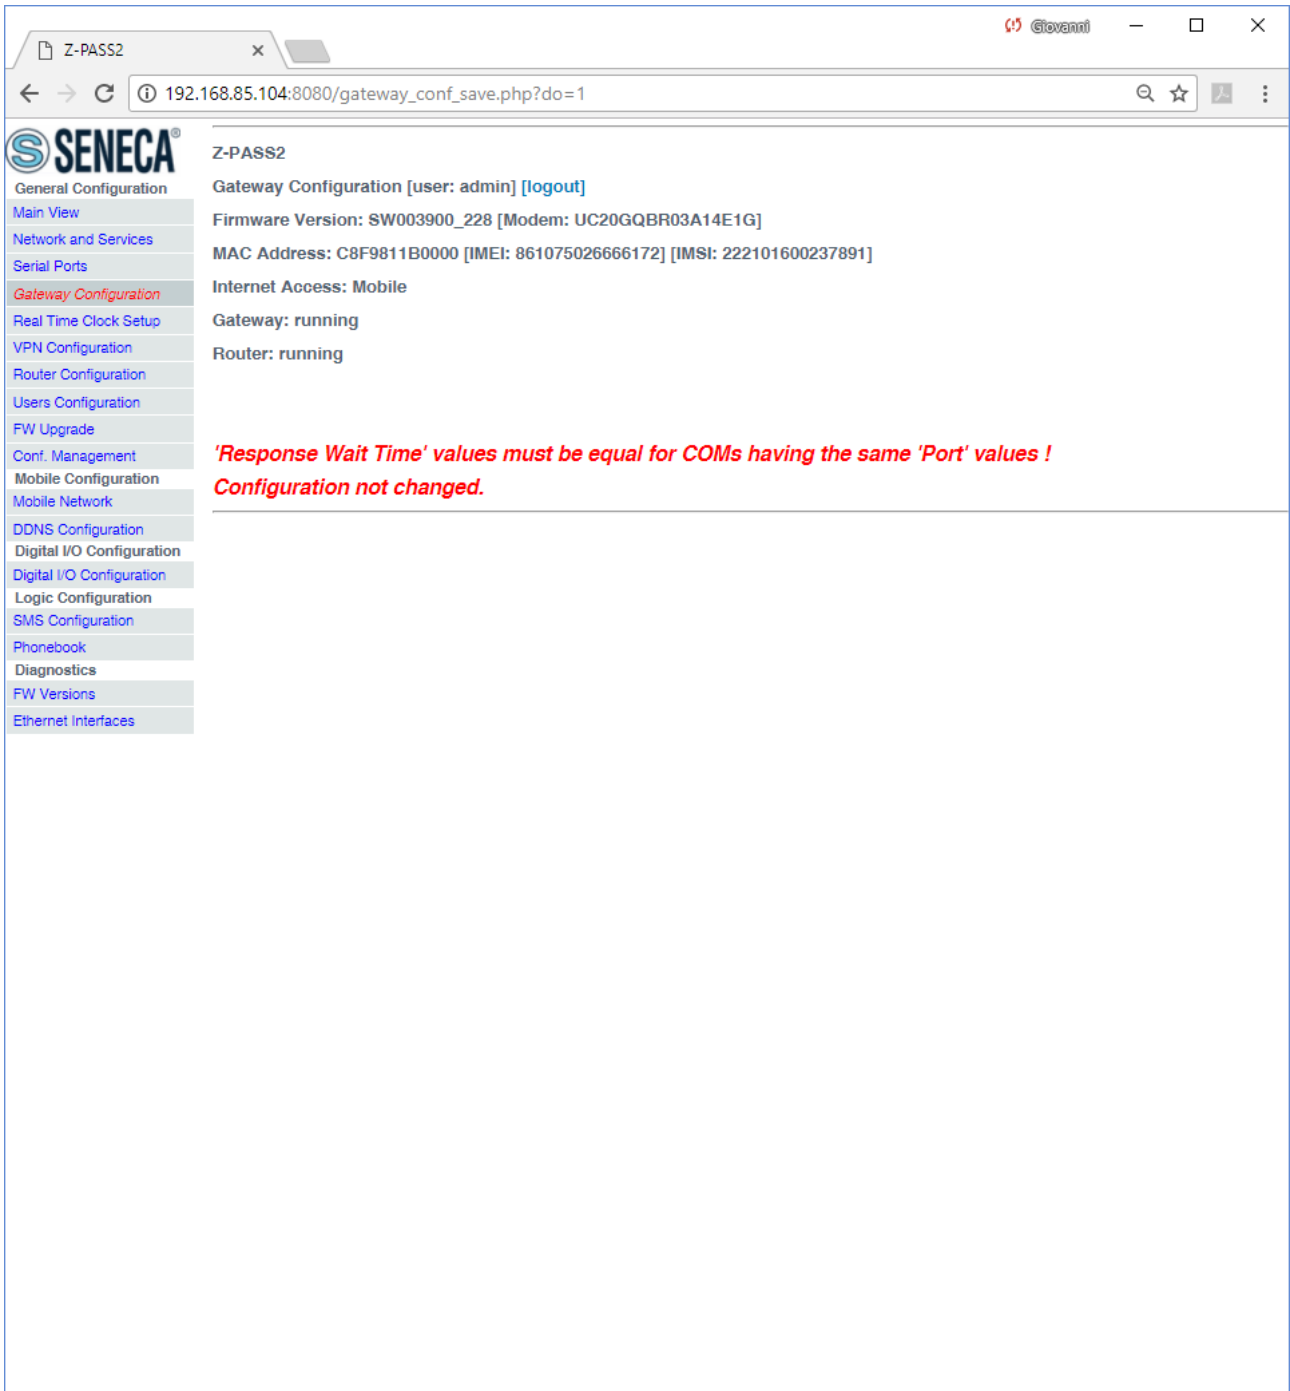 Giovanni
Z-PASS2
192.168.85.104:8080/gateway_conf_save.php?do=1
S SENECA®
General Configuration
Main View
Network and Services
Serial Ports
Gateway Configuration
Real Time Clock Setup
VPN Configuration
Router Configuration
Users Configuration
FW Upgrade
Conf. Management
Mobile Configuration
Mobile Network
DDNS Configuration
Digital I/O Configuration
Digital I/O Configuration
Logic Configuration
SMS Configuration
Phonebook
Diagnostics
FW Versions
Ethernet Interfaces
Z-PASS2
Gateway Configuration [user: admin] [logout]
Firmware Version: SW003900_228 [Modem: UC20GQBR03A14E1G]
MAC Address: C8F9811B0000 [IMEI: 861075026666172] [IMSI: 222101600237891]
Internet Access: Mobile
Gateway: running
Router: running
'Response Wait Time' values must be equal for COMs having the same 'Port' values !
Configuration not changed.